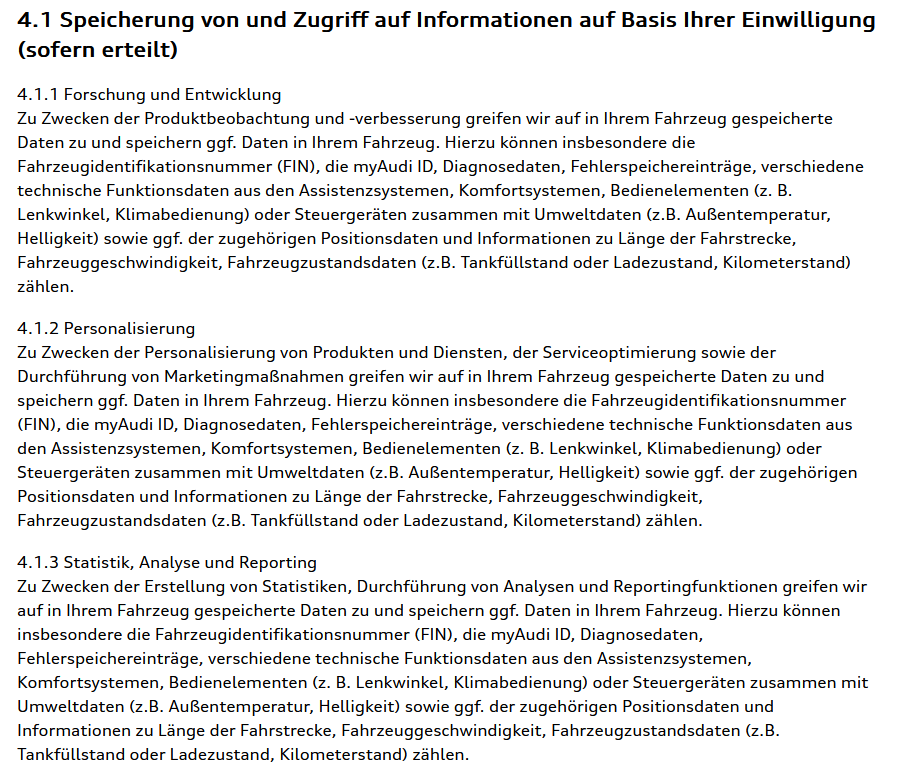 4.1 Speicherung von und Zugriff auf Informationen auf Basis Ihrer Einwilligung
(sofern erteilt)
4.1.1 Forschung und Entwicklung
Zu Zwecken der Produktbeobachtung und -verbesserung greifen wir auf in Ihrem Fahrzeug gespeicherte
Daten zu und speichern ggf. Daten in Ihrem Fahrzeug. Hierzu können insbesondere die
Fahrzeugidentifikationsnummer (FIN), die myAudi ID, Diagnosedaten, Fehlerspeichereinträge, verschiedene
technische Funktionsdaten aus den Assistenzsystemen, Komfortsystemen, Bedienelementen (z. B.
Lenkwinkel, Klimabedienung) oder Steuergeräten zusammen mit Umweltdaten (z.B. Außentemperatur,
Helligkeit) sowie ggf. der zugehörigen Positionsdaten und Informationen zu Länge der Fahrstrecke,
Fahrzeuggeschwindigkeit, Fahrzeugzustandsdaten (z.B. Tankfüllstand oder Ladezustand, Kilometerstand)
zählen.
4.1.2 Personalisierung
Zu Zwecken der Personalisierung von Produkten und Diensten, der Serviceoptimierung sowie der
Durchführung von Marketingmaßnahmen greifen wir auf in Ihrem Fahrzeug gespeicherte Daten zu und
speichern ggf. Daten in Ihrem Fahrzeug. Hierzu können insbesondere die Fahrzeugidentifikationsnummer
(FIN), die myAudi ID, Diagnosedaten, Fehlerspeichereinträge, verschiedene technische Funktionsdaten aus
den Assistenzsystemen, Komfortsystemen, Bedienelementen (z. B. Lenkwinkel, Klimabedienung) oder
Steuergeräten zusammen mit Umweltdaten (z.B. Außentemperatur, Helligkeit) sowie ggf. der zugehörigen
Positionsdaten und Informationen zu Länge der Fahrstrecke, Fahrzeuggeschwindigkeit,
Fahrzeugzustandsdaten (z.B. Tankfüllstand oder Ladezustand, Kilometerstand) zählen.
4.1.3 Statistik, Analyse und Reporting
Zu Zwecken der Erstellung von Statistiken, Durchführung von Analysen und Reportingfunktionen greifen wir
auf in Ihrem Fahrzeug gespeicherte Daten zu und speichern ggf. Daten in Ihrem Fahrzeug. Hierzu können
insbesondere die Fahrzeugidentifikationsnummer (FIN), die myAudi ID, Diagnosedaten,
Fehlerspeichereinträge, verschiedene technische Funktionsdaten aus den Assistenzsystemen,
Komfortsystemen, Bedienelementen (z. B. Lenkwinkel, Klimabedienung) oder Steuergeräten zusammen mit
Umweltdaten (z.B. Außentemperatur, Helligkeit) sowie ggf. der zugehörigen Positionsdaten und
Informationen zu Länge der Fahrstrecke, Fahrzeuggeschwindigkeit, Fahrzeugzustandsdaten (z.B.
Tankfüllstand oder Ladezustand, Kilometerstand) zählen.